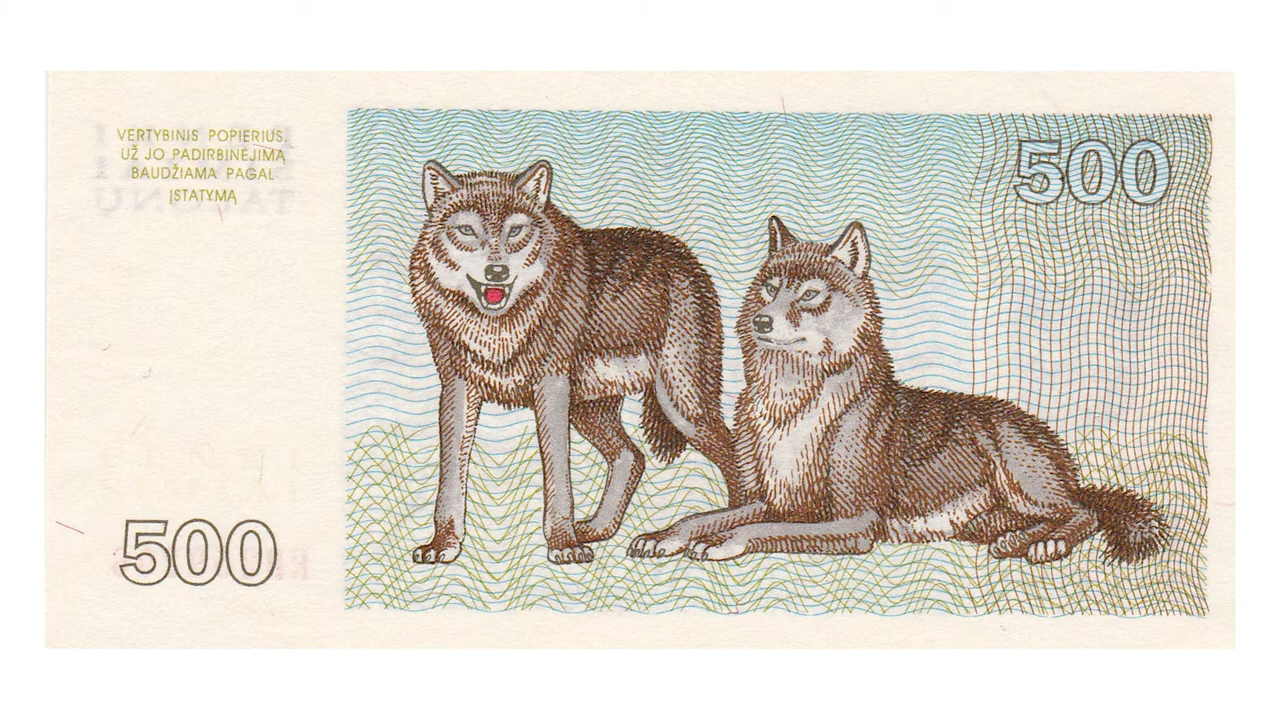 VERTYBINIS POPIERIUS.
UŽ JO PADIRBINĖJIMĄ
BAUDŽIAMA PAGAL
ĮSTATYMĄ
500
500